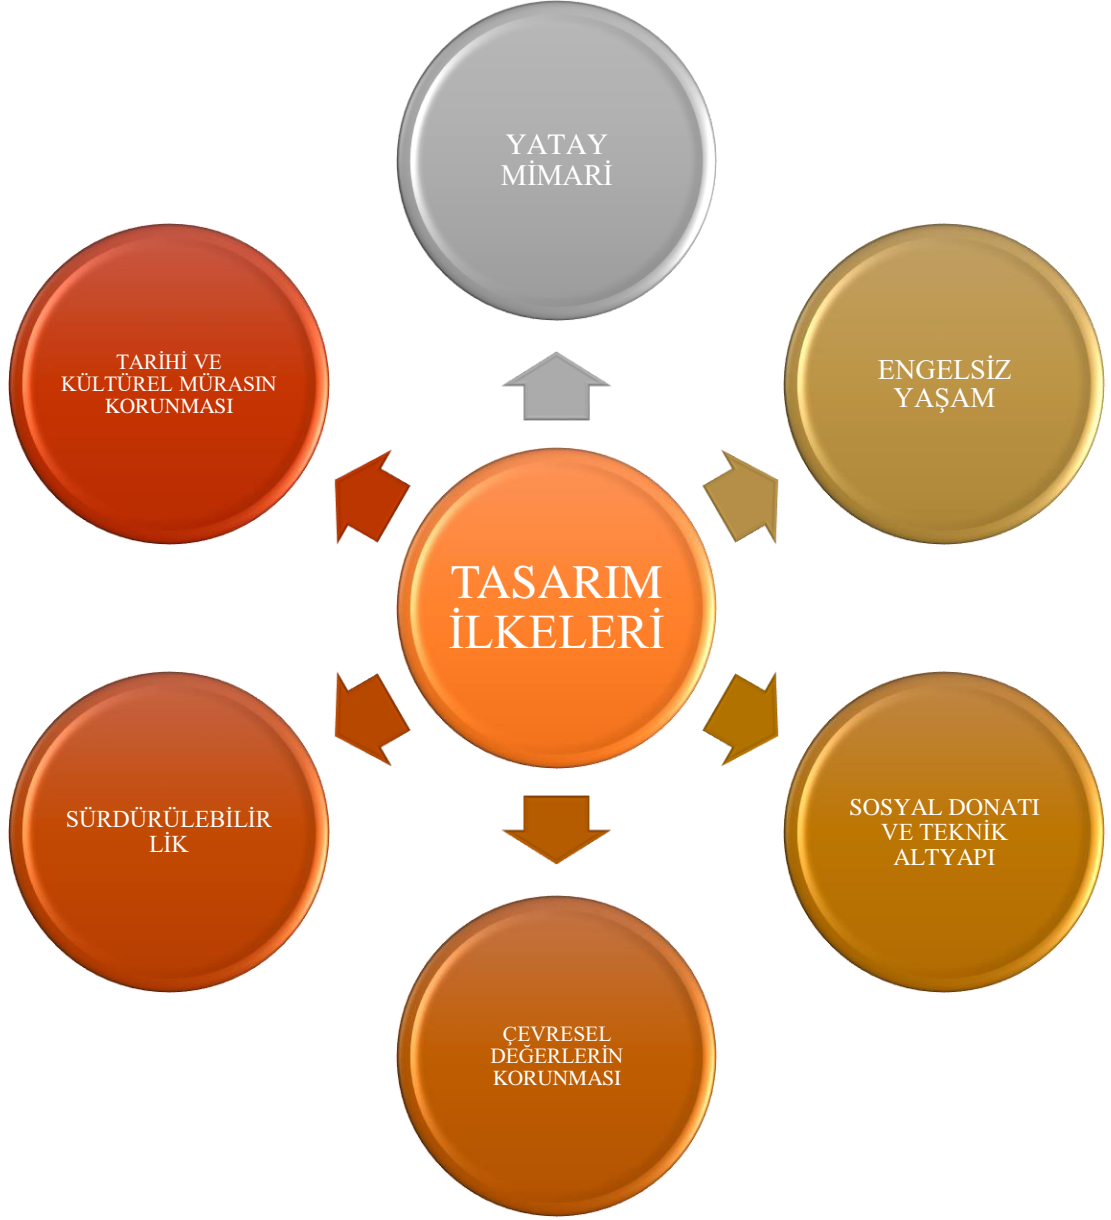 YATAY
MİMARİ
TARİHİ VE
KÜLTÜREL MÜRASIN
KORUNMASI
ENGELSİZ
YAŞAM
TASARIM
İLKELERİ
SÜRDÜRÜLEBİLİR
LİK
SOSYAL DONATI
VE TEKNİK
ALTYAPI
ÇEVRESEL
DEĞERLERİN
KORUNMASI